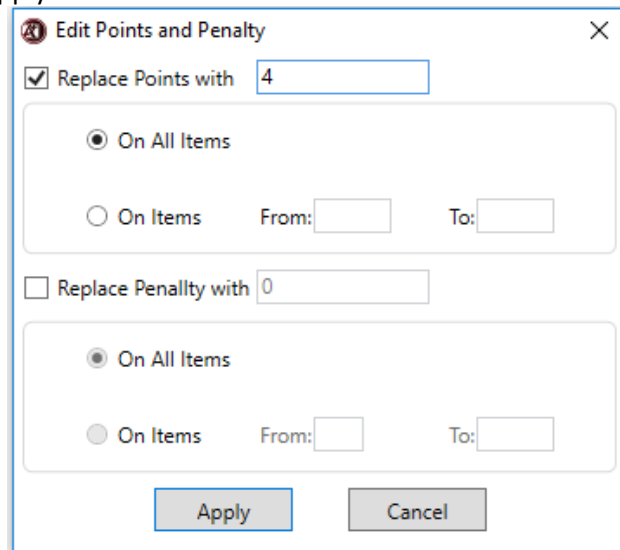 Edit Points and Penalty
Replace Points with 4
On All Items
On Items From: To:
Replace Penallty with 0
On All Items
On Items From: To:
Apply Cancel